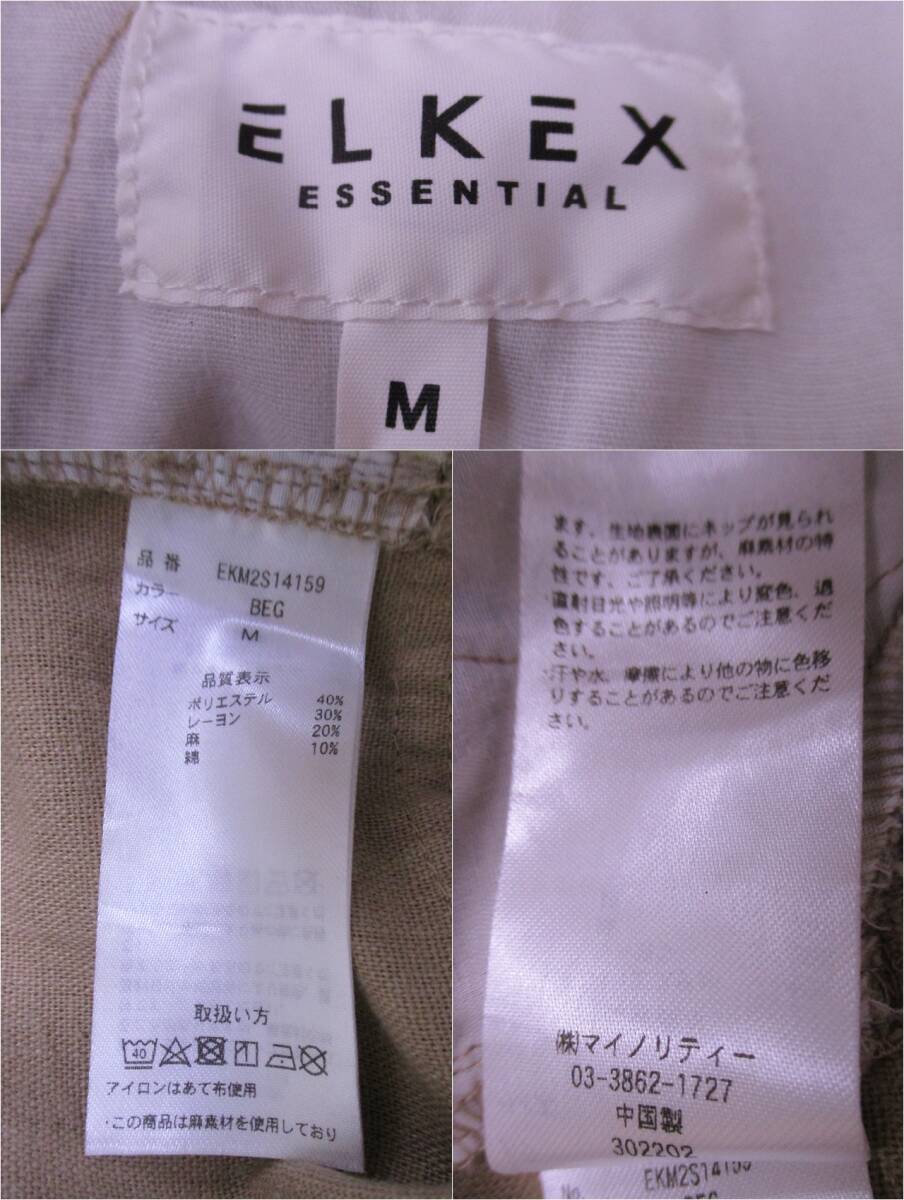 ELKEX
ESSENTIAL
M
品番 EKM2S14159
カラー BEG
サイズ M
品質表示
ポリエステル 40%
レーヨン 30%
麻 20%
綿 10%
取扱い方
40
アイロンはあて布使用
・この商品は麻素材を使用しており
ます、生地表面にネップが見られ
ることがありますが、麻素材の特
性です、ご了承ください。
・直射日光や照明等により変色、退
色することがあるのでご注意くだ
さい。
・汗や水、摩擦により他の物に色移
りすることがあるのでご注意くだ
さい。
㈱マイノリティー
03-3862-1727
中国製
302202
EKM2S14159
No.
BEG